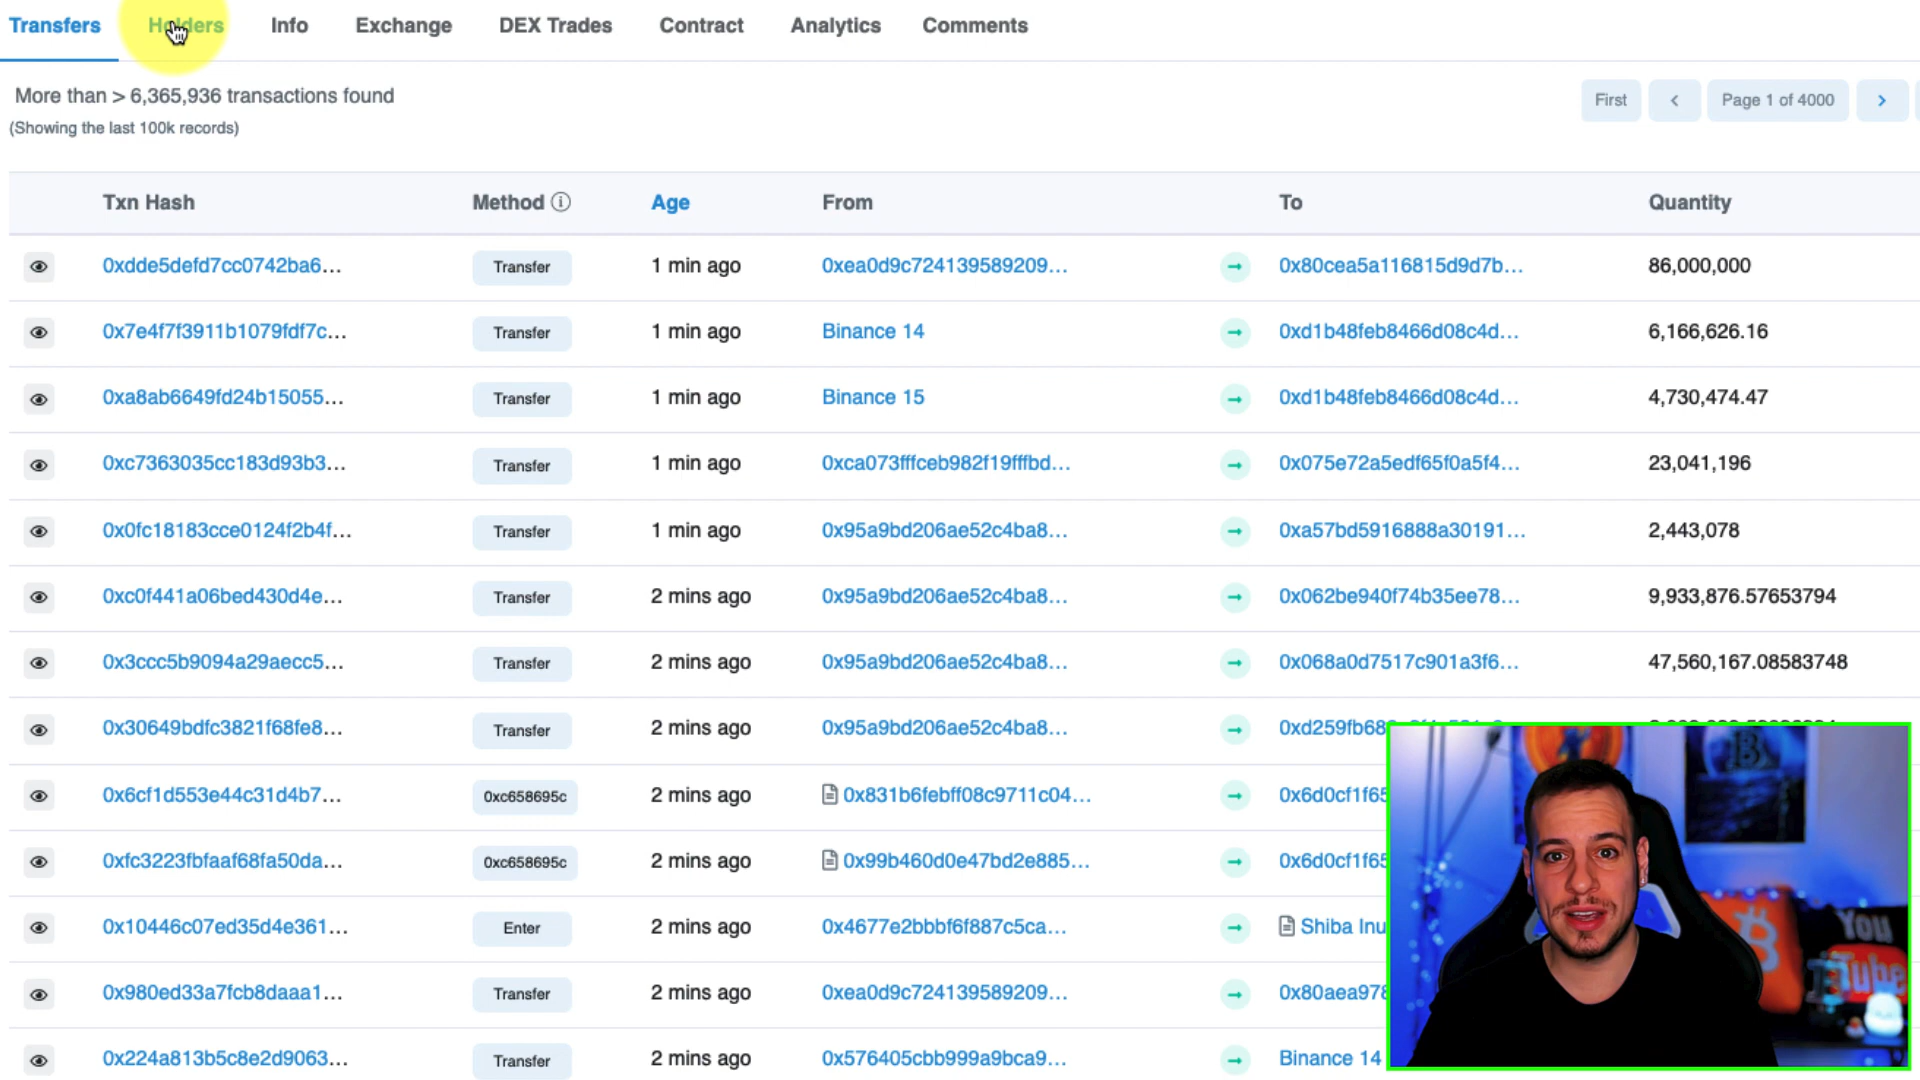 Transfers Holders Info Exchange DEX Trades Contract Analytics Comments
More than > 6,365,936 transactions found
(Showing the last 100k records)
First < Page 1 of 4000 >
Txn Hash Method Age From To Quantity
0xdde5defd7cc0742ba6... Transfer 1 min ago 0xea0d9c724139589209... 0x80cea5a116815d9d7b... 86,000,000
0x7e4f7f3911b1079fdf7c... Transfer 1 min ago Binance 14 0xd1b48feb8466d08c4d... 6,166,626.16
0xa8ab6649fd24b15055... Transfer 1 min ago Binance 15 0xd1b48feb8466d08c4d... 4,730,474.47
0xc7363035cc183d93b3... Transfer 1 min ago 0xca073fffceb982f19fffbd... 0x075e72a5edf65f0a5f4... 23,041,196
0x0fc18183cce0124f2b4f... Transfer 1 min ago 0x95a9bd206ae52c4ba8... 0xa57bd5916888a30191... 2,443,078
0xc0f441a06bed430d4e... Transfer 2 mins ago 0x95a9bd206ae52c4ba8... 0x062be940f74b35ee78... 9,933,876.57653794
0x3ccc5b9094a29aecc5... Transfer 2 mins ago 0x95a9bd206ae52c4ba8... 0x068a0d7517c901a3f6... 47,560,167.08583748
0x30649bdfc3821f68fe8... Transfer 2 mins ago 0x95a9bd206ae52c4ba8... 0xd259fb68
0x6cf1d553e44c31d4b7... 0xc658695c 2 mins ago 0x831b6febff08c9711c04... 0x6d0cf1f65
0xfc3223fbfaaf68fa50da... 0xc658695c 2 mins ago 0x99b460d0e47bd2e885... 0x6d0cf1f65
0x10446c07ed35d4e361... Enter 2 mins ago 0x4677e2bbbf6f887c5ca... Shiba Inu
0x980ed33a7fcb8daaa1... Transfer 2 mins ago 0xea0d9c724139589209... 0x80aea978
0x224a813b5c8e2d9063... Transfer 2 mins ago 0x576405cbb999a9bca9... Binance 14
You
Tube